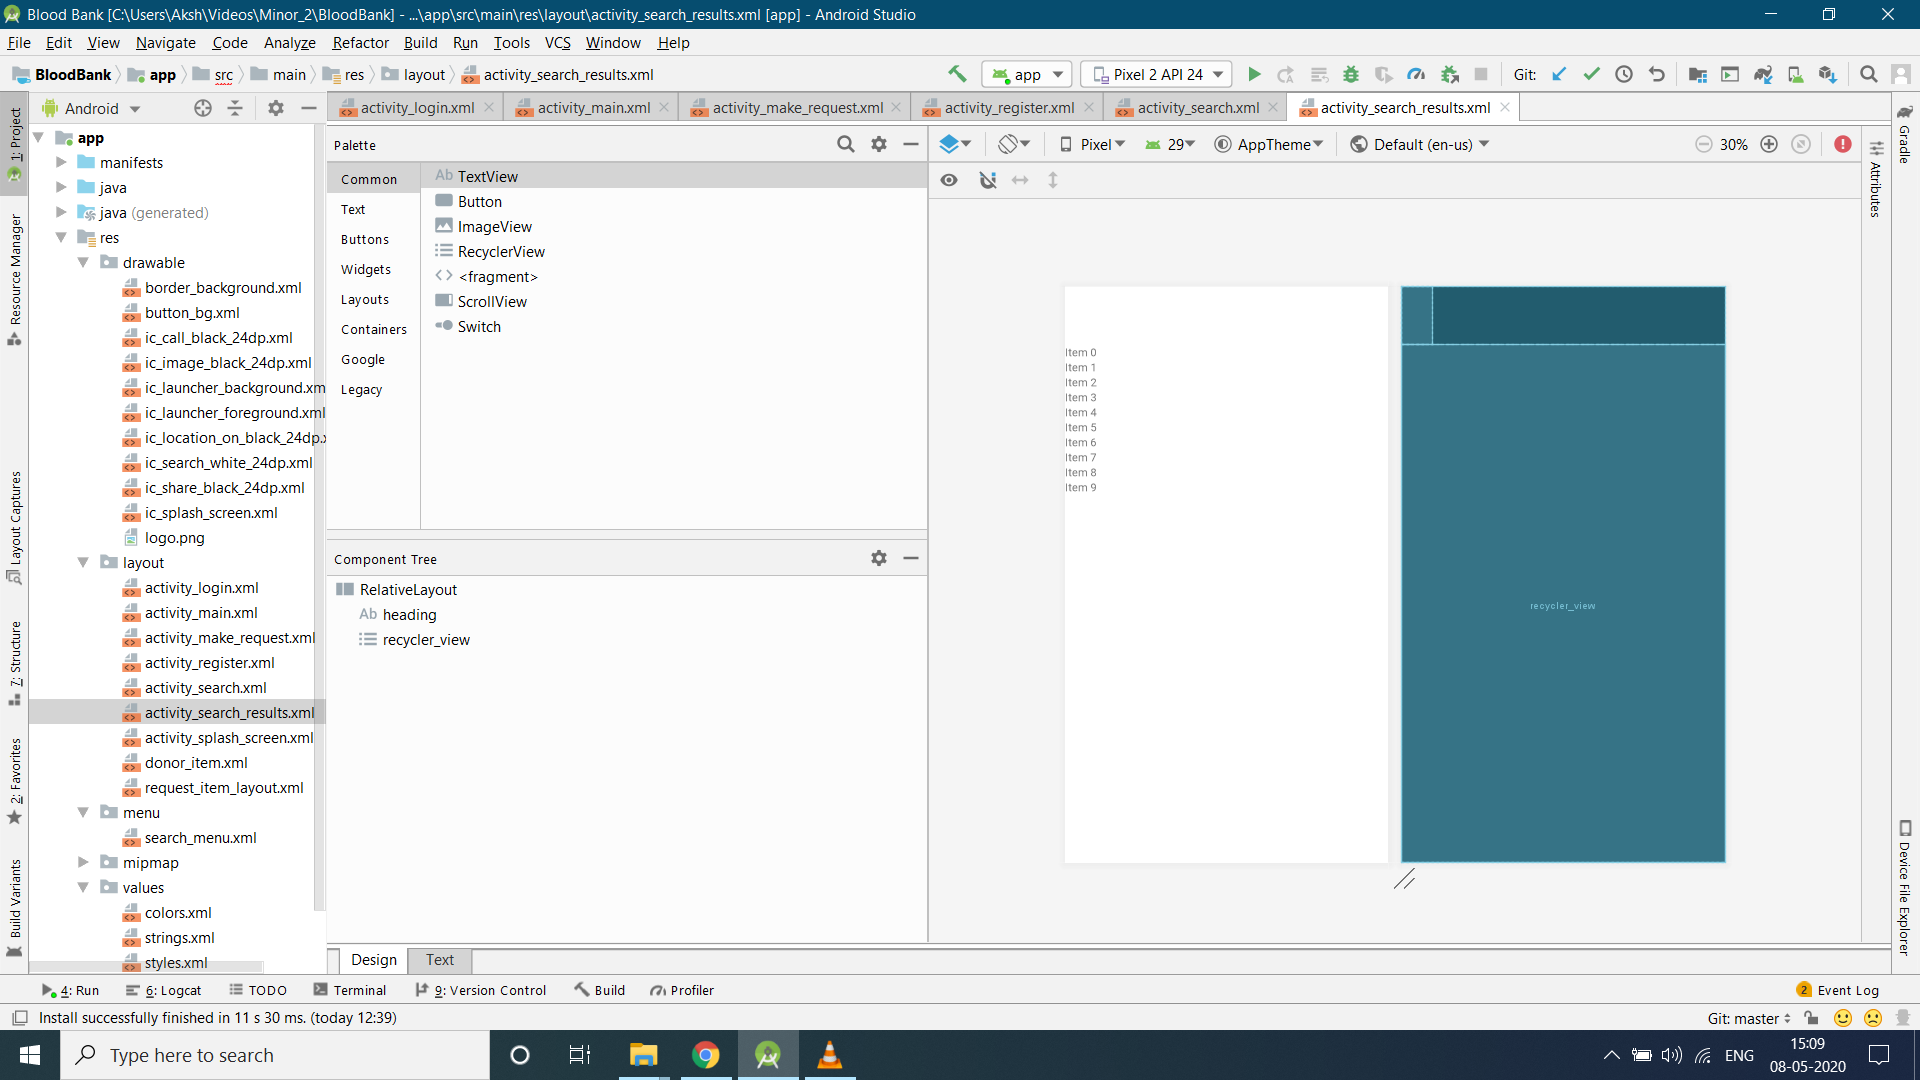 Blood Bank [C:\Users\Aksh\Videos\Minor_2\BloodBank] - ...\app\src\main\res\layout\activity_search_results.xml [app] - Android Studio
File Edit View Navigate Code Analyze Refactor Build Run Tools VCS Window Help
BloodBank app src main res layout activity_search_results.xml app Pixel 2 API 24 Git:
Android activity_login.xml activity_main.xml activity_make_request.xml activity_register.xml activity_search.xml activity_search_results.xml
1: Project
Resource Manager
Layout Captures
7: Structure
2: Favorites
Build Variants
app
manifests
java
java (generated)
res
drawable
border_background.xml
button_bg.xml
ic_call_black_24dp.xml
ic_image_black_24dp.xml
ic_launcher_background.xm
ic_launcher_foreground.xml
ic_location_on_black_24dp.x
ic_search_white_24dp.xml
ic_share_black_24dp.xml
ic_splash_screen.xml
logo.png
layout
activity_login.xml
activity_main.xml
activity_make_request.xml
activity_register.xml
activity_search.xml
activity_search_results.xml
activity_splash_screen.xml
donor_item.xml
request_item_layout.xml
menu
search_menu.xml
mipmap
values
colors.xml
strings.xml
styles.xml
Palette
Common
Text
Buttons
Widgets
Layouts
Containers
Google
Legacy
Ab TextView
Button
ImageView
RecyclerView
<fragment>
ScrollView
Switch
Component Tree
RelativeLayout
Ab heading
recycler_view
Pixel 29 AppTheme Default (en-us) 30%
Item 0
Item 1
Item 2
Item 3
Item 4
Item 5
Item 6
Item 7
Item 8
Item 9
recycler_view
Gradle
Attributes
Device File Explorer
Design Text
4: Run 6: Logcat TODO Terminal 9: Version Control Build Profiler 2 Event Log
Install successfully finished in 11 s 30 ms. (today 12:39) Git: master
Type here to search
ENG
15:09
08-05-2020